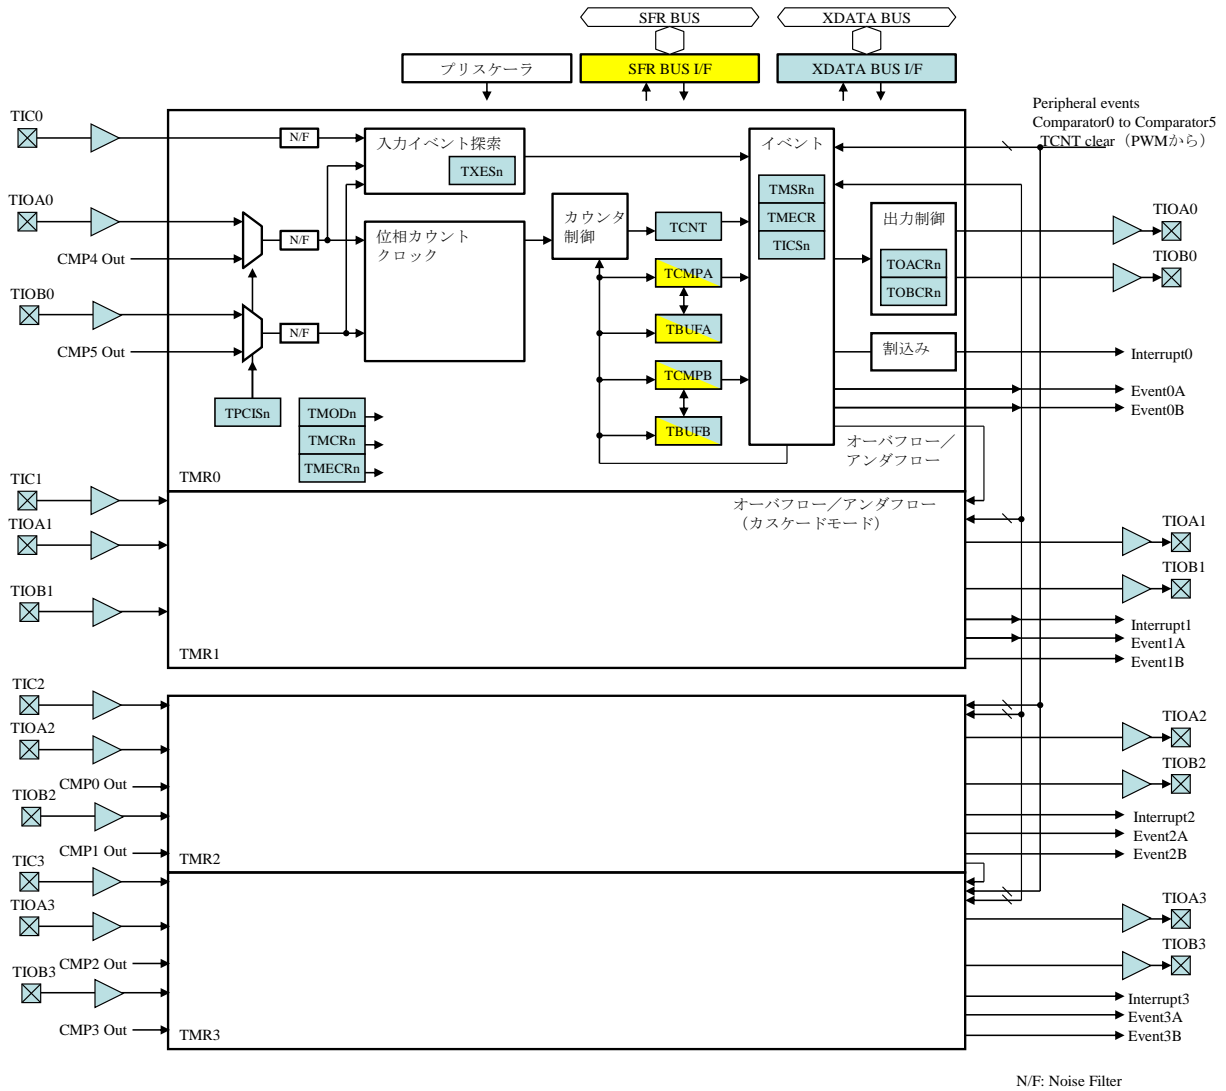 SFR BUS
XDATA BUS
プリスケーラ
SFR BUS I/F
XDATA BUS I/F
Peripheral events
Comparator0 to Comparator5
TCNT clear（PWMから）
TIC0
N/F
入力イベント探索
TXESn
イベント
TMSRn
TMECR
TICSn
TIOA0
CMP4 Out
N/F
位相カウント
クロック
カウンタ
制御
TCNT
TCMPA
TBUFA
TCMPB
TBUFB
出力制御
TOACRn
TOBCRn
TIOA0
TIOB0
TIOB0
CMP5 Out
N/F
割込み
Interrupt0
Event0A
Event0B
TPCISn
TMODn
TMCRn
TMECRn
オーバフロー／
アンダフロー
TMR0
TIC1
TIOA1
TIOB1
オーバフロー／アンダフロー
（カスケードモード）
TIOA1
TIOB1
Interrupt1
Event1A
Event1B
TMR1
TIC2
TIOA2
CMP0 Out
TIOB2
CMP1 Out
TIOA2
TIOB2
Interrupt2
Event2A
Event2B
TMR2
TIC3
TIOA3
CMP2 Out
TIOB3
CMP3 Out
TIOA3
TIOB3
Interrupt3
Event3A
Event3B
TMR3
N/F: Noise Filter